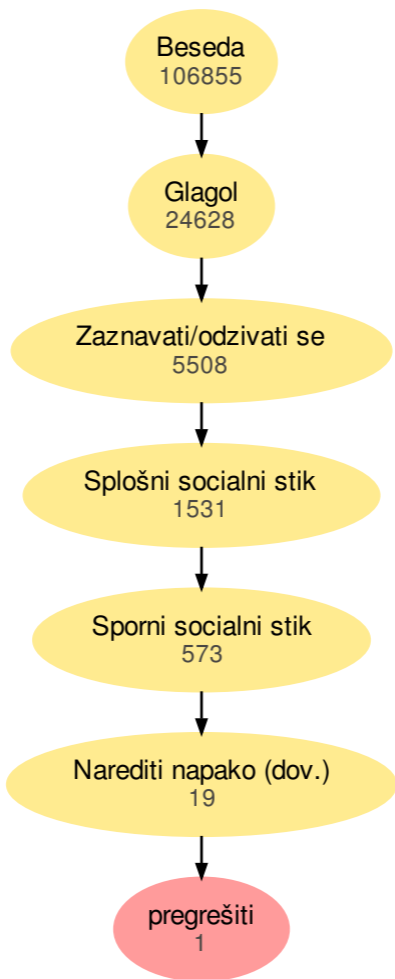 Beseda
106855
Glagol
24628
Zaznavati/odzivati se
5508
Splošni socialni stik
1531
Sporni socialni stik
573
Narediti napako (dov.)
19
pregrešiti
1